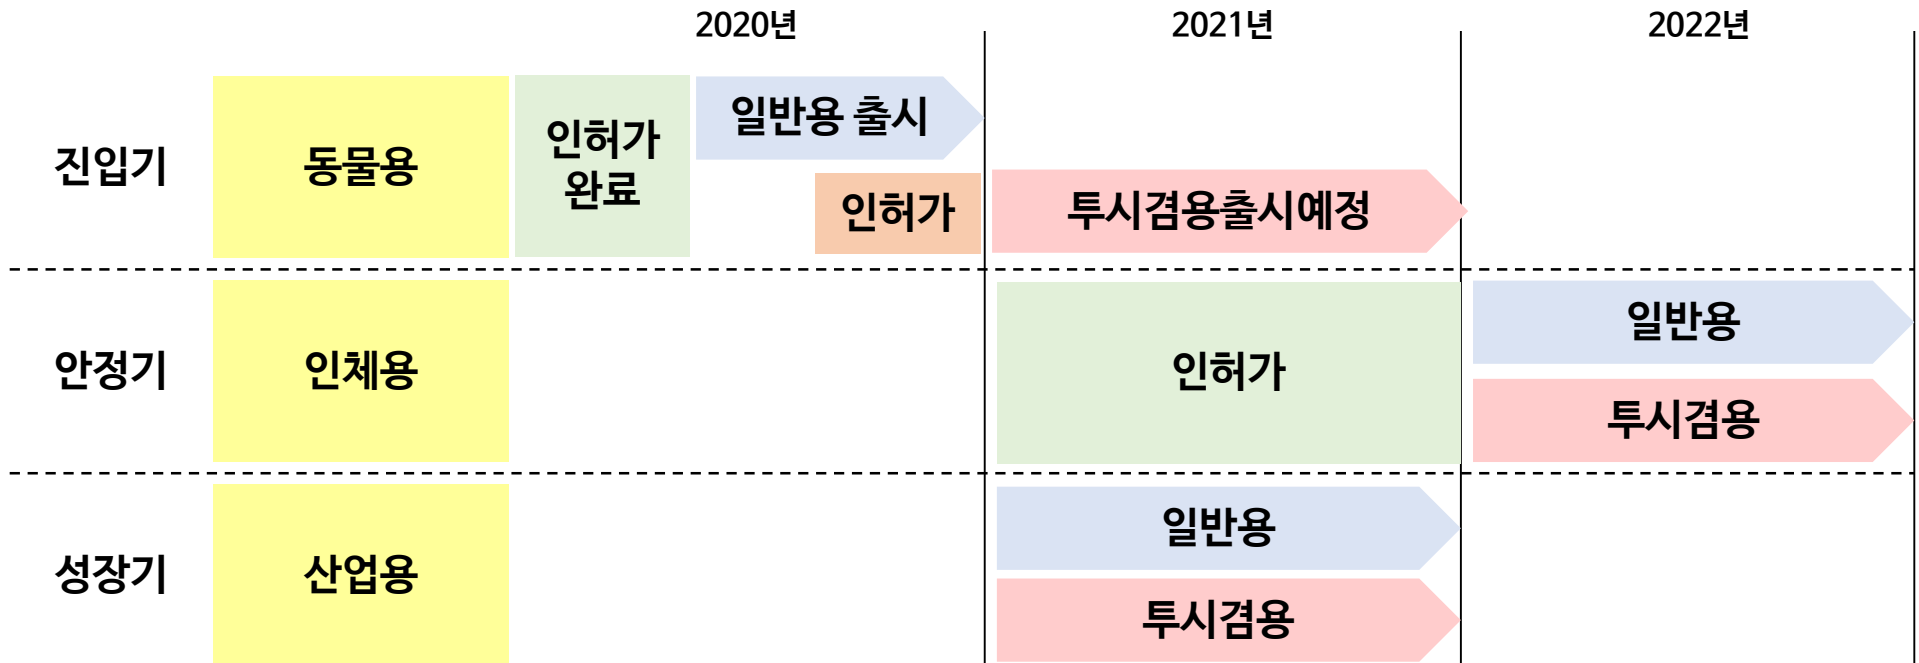 2020년
2021년
2022년
진입기
동물용
인허가
완료
일반용 출시
인허가
투시겸용출시예정
안정기
인체용
인허가
일반용
투시겸용
성장기
산업용
일반용
투시겸용